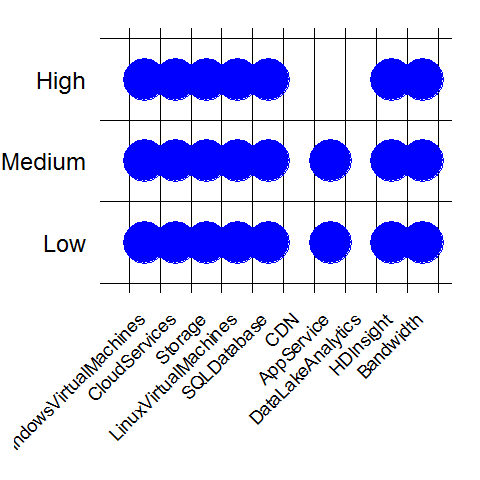 High
Medium
Low
ndowsVirtualMachines
CloudServices
Storage
LinuxVirtualMachines
SQLDatabase
CDN
AppService
DataLakeAnalytics
HDInsight
Bandwidth